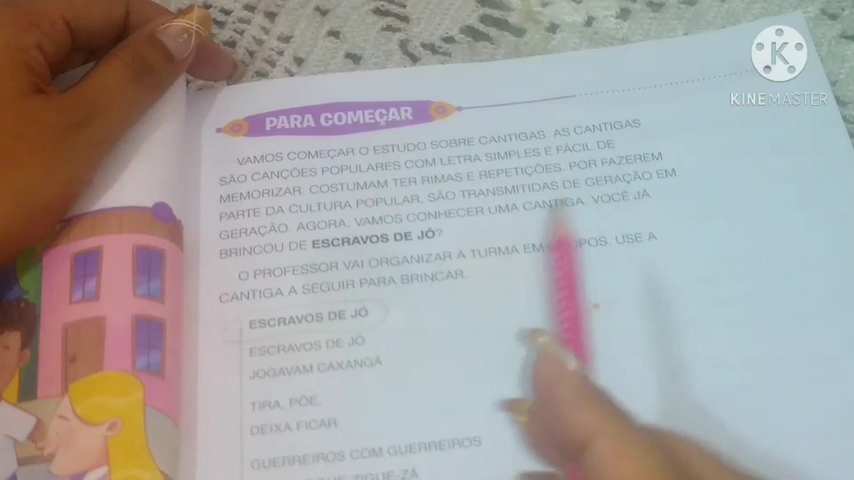 KINEMASTER
PARA COMEÇAR
VAMOS COMEÇAR O ESTUDO SOBRE CANTIGAS. AS CANTIGAS
SÃO CANÇÕES POPULARES COM LETRA SIMPLES E FÁCIL DE
MEMORIZAR. COSTUMAM TER RIMAS E REPETIÇÕES. POR FAZEREM
PARTE DA CULTURA POPULAR, SÃO TRANSMITIDAS DE GERAÇÃO EM
GERAÇÃO. AGORA, VAMOS CONHECER UMA CANTIGA. VOCÊ JÁ
BRINCOU DE ESCRAVOS DE JÓ?
O PROFESSOR VAI ORGANIZAR A TURMA EM USE A
CANTIGA A SEGUIR PARA BRINCAR.
ESCRAVOS DE JÓ
ESCRAVOS DE JÓ
JOGAVAM CAXANGÁ
TIRA, PÕE,
DEIXA FICAR
GUERREIROS COM GUERREIROS
ZIGUE-ZÁ